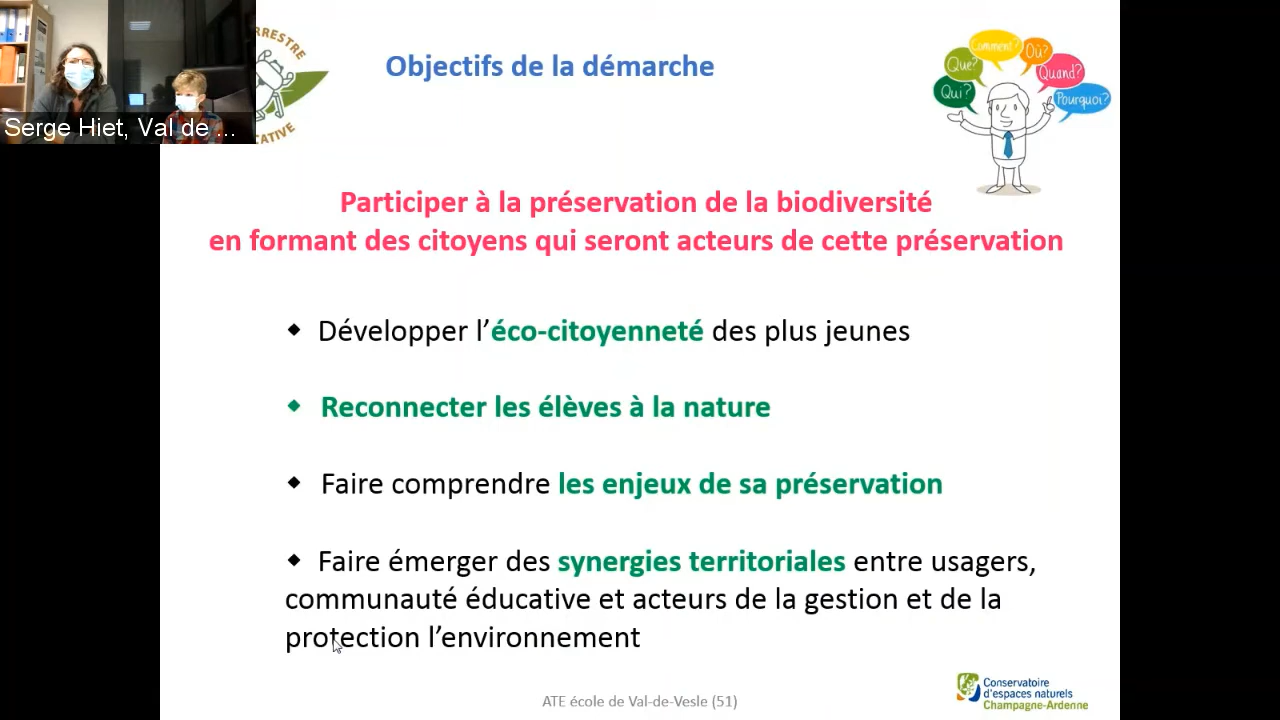 Serge Hiet, Val de ...
Objectifs de la démarche
Qui?
Que?
Comment?
Où?
Quand?
Pourquoi?
Participer à la préservation de la biodiversité
en formant des citoyens qui seront acteurs de cette préservation
◆ Développer l’éco-citoyenneté des plus jeunes
◆ Reconnecter les élèves à la nature
◆ Faire comprendre les enjeux de sa préservation
◆ Faire émerger des synergies territoriales entre usagers,
communauté éducative et acteurs de la gestion et de la
protection l’environnement
ATE école de Val-de-Vesle (51)
Conservatoire
d'espaces naturels
Champagne-Ardenne